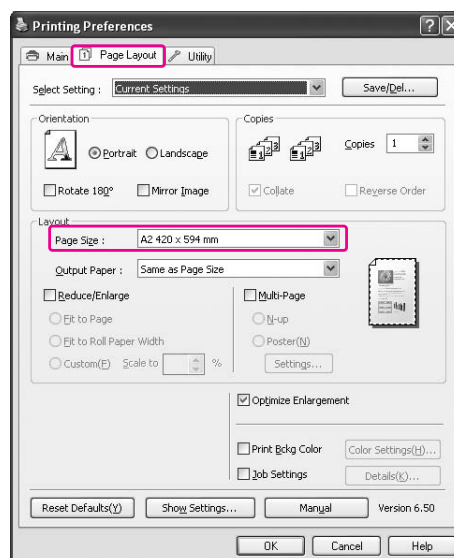 Printing Preferences
Main Page Layout Utility
Select Setting : Current Settings Save/Del...
Orientation Copies
Portrait Landscape Copies 1
Rotate 180° Mirror Image Collate Reverse Order
Layout
Page Size : A2 420 x 594 mm
Output Paper : Same as Page Size
Reduce/Enlarge Multi-Page
Fit to Page N-up
Fit to Roll Paper Width Poster(N)
Custom(F) Scale to % Settings...
Optimize Enlargement
Print Bckg Color Color Settings(H)...
Job Settings Details(K)...
Reset Defaults(Y) Show Settings... Manual Version 6.50
OK Cancel Help